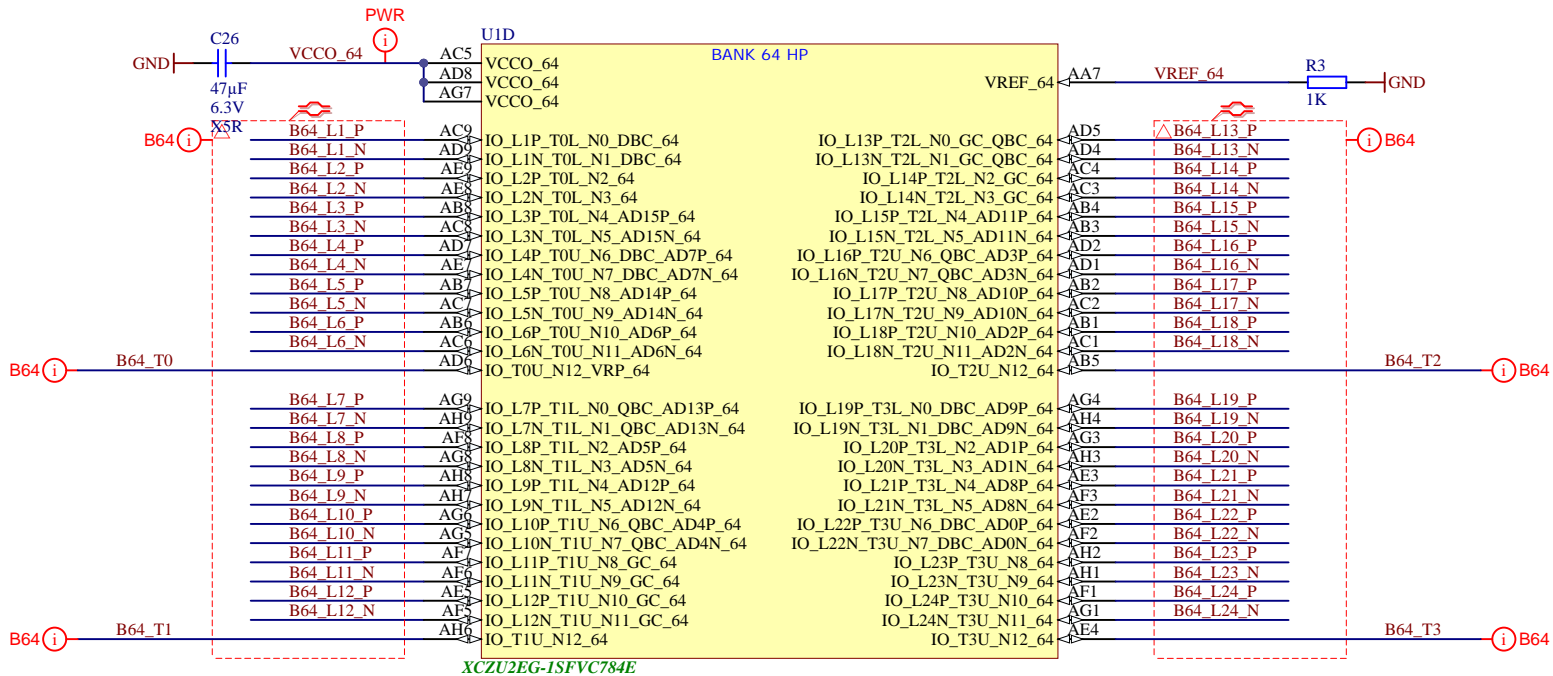 PWR
C26
GND
VCCO_64
47µF
6.3V
X5R
U1D
BANK 64 HP
AC5 VCCO_64
AD8 VCCO_64
AG7 VCCO_64
VREF_64 AA7 VREF_64
R3
1K
GND
B64 i
B64_L1_P AC9 IO_L1P_T0L_N0_DBC_64
B64_L1_N AD9 IO_L1N_T0L_N1_DBC_64
B64_L2_P AE9 IO_L2P_T0L_N2_64
B64_L2_N AE8 IO_L2N_T0L_N3_64
B64_L3_P AB8 IO_L3P_T0L_N4_AD15P_64
B64_L3_N AC8 IO_L3N_T0L_N5_AD15N_64
B64_L4_P AD7 IO_L4P_T0U_N6_DBC_AD7P_64
B64_L4_N AE7 IO_L4N_T0U_N7_DBC_AD7N_64
B64_L5_P AB7 IO_L5P_T0U_N8_AD14P_64
B64_L5_N AC7 IO_L5N_T0U_N9_AD14N_64
B64_L6_P AB6 IO_L6P_T0U_N10_AD6P_64
B64_L6_N AC6 IO_L6N_T0U_N11_AD6N_64
B64 i B64_T0 AD6 IO_T0U_N12_VRP_64
B64_L7_P AG9 IO_L7P_T1L_N0_QBC_AD13P_64
B64_L7_N AH9 IO_L7N_T1L_N1_QBC_AD13N_64
B64_L8_P AF8 IO_L8P_T1L_N2_AD5P_64
B64_L8_N AG8 IO_L8N_T1L_N3_AD5N_64
B64_L9_P AH8 IO_L9P_T1L_N4_AD12P_64
B64_L9_N AH7 IO_L9N_T1L_N5_AD12N_64
B64_L10_P AG6 IO_L10P_T1U_N6_QBC_AD4P_64
B64_L10_N AG5 IO_L10N_T1U_N7_QBC_AD4N_64
B64_L11_P AF7 IO_L11P_T1U_N8_GC_64
B64_L11_N AF6 IO_L11N_T1U_N9_GC_64
B64_L12_P AE5 IO_L12P_T1U_N10_GC_64
B64_L12_N AF5 IO_L12N_T1U_N11_GC_64
B64 i B64_T1 AH6 IO_T1U_N12_64
IO_L13P_T2L_N0_GC_QBC_64 AD5 B64_L13_P
i B64
IO_L13N_T2L_N1_GC_QBC_64 AD4 B64_L13_N
IO_L14P_T2L_N2_GC_64 AC4 B64_L14_P
IO_L14N_T2L_N3_GC_64 AC3 B64_L14_N
IO_L15P_T2L_N4_AD11P_64 AB4 B64_L15_P
IO_L15N_T2L_N5_AD11N_64 AB3 B64_L15_N
IO_L16P_T2U_N6_QBC_AD3P_64 AD2 B64_L16_P
IO_L16N_T2U_N7_QBC_AD3N_64 AD1 B64_L16_N
IO_L17P_T2U_N8_AD10P_64 AB2 B64_L17_P
IO_L17N_T2U_N9_AD10N_64 AC2 B64_L17_N
IO_L18P_T2U_N10_AD2P_64 AB1 B64_L18_P
IO_L18N_T2U_N11_AD2N_64 AC1 B64_L18_N
IO_T2U_N12_64 AB5 B64_T2 i B64
IO_L19P_T3L_N0_DBC_AD9P_64 AG4 B64_L19_P
IO_L19N_T3L_N1_DBC_AD9N_64 AH4 B64_L19_N
IO_L20P_T3L_N2_AD1P_64 AG3 B64_L20_P
IO_L20N_T3L_N3_AD1N_64 AH3 B64_L20_N
IO_L21P_T3L_N4_AD8P_64 AE3 B64_L21_P
IO_L21N_T3L_N5_AD8N_64 AF3 B64_L21_N
IO_L22P_T3U_N6_DBC_AD0P_64 AE2 B64_L22_P
IO_L22N_T3U_N7_DBC_AD0N_64 AF2 B64_L22_N
IO_L23P_T3U_N8_64 AH2 B64_L23_P
IO_L23N_T3U_N9_64 AH1 B64_L23_N
IO_L24P_T3U_N10_64 AF1 B64_L24_P
IO_L24N_T3U_N11_64 AG1 B64_L24_N
IO_T3U_N12_64 AE4 B64_T3 i B64
XCZU2EG-1SFVC784E